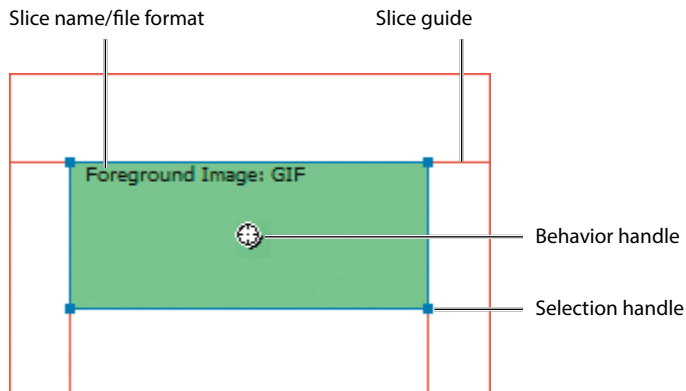 Slice name/file format
Slice guide
Foreground Image: GIF
Behavior handle
Selection handle